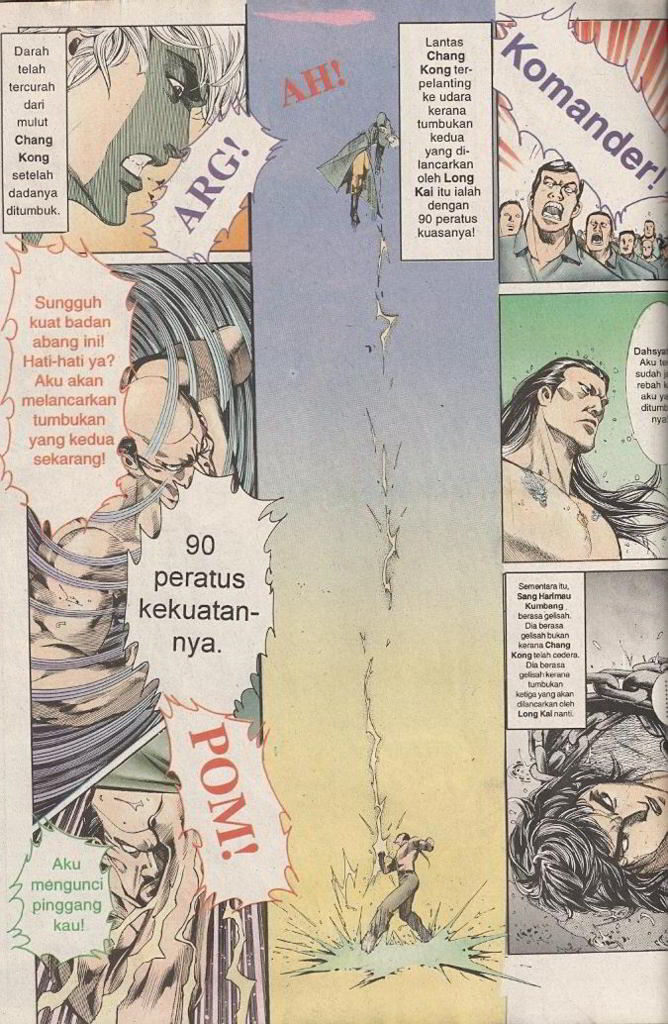 Darah
telah
tercurah
dari
mulut
Chang
Kong
setelah
dadanya
ditumbuk.
ARG!
Sungguh
kuat badan
abang ini!
Hati-hati ya?
Aku akan
melancarkan
tumbukan
yang kedua
sekarang!
90
peratus
kekuatan-
nya.
POM!
Aku
mengunci
pinggang
kau!
AH!
Lantas
Chang
Kong ter-
pelanting
ke udara
kerana
tumbukan
kedua
yang di-
lancarkan
oleh Long
Kai itu ialah
dengan
90 peratus
kuasanya!
Komander!
sudah
rebah
aku
Sementara itu,
Sang Harimau
Kumbang
berasa gelisah.
Dia berasa
gelisah bukan
kerana Chang
Kong telah cedera.
Dia berasa
gelisah kerana
tumbukan
ketiga yang akan
dilancarkan oleh
Long Kai nanti.